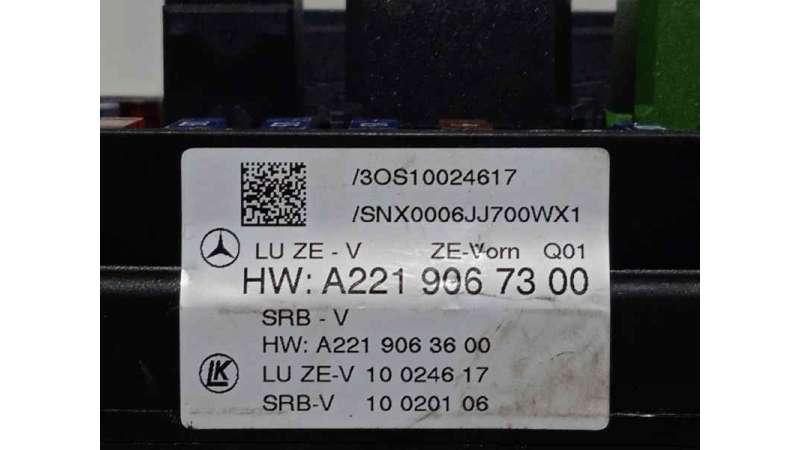 /3OS10024617
/SNX0006JJ700WX1
LU ZE - V ZE-Vorn Q01
HW: A221 906 73 00
SRB - V
HW: A221 906 36 00
LK LU ZE-V 10 0246 17
SRB-V 10 0201 06